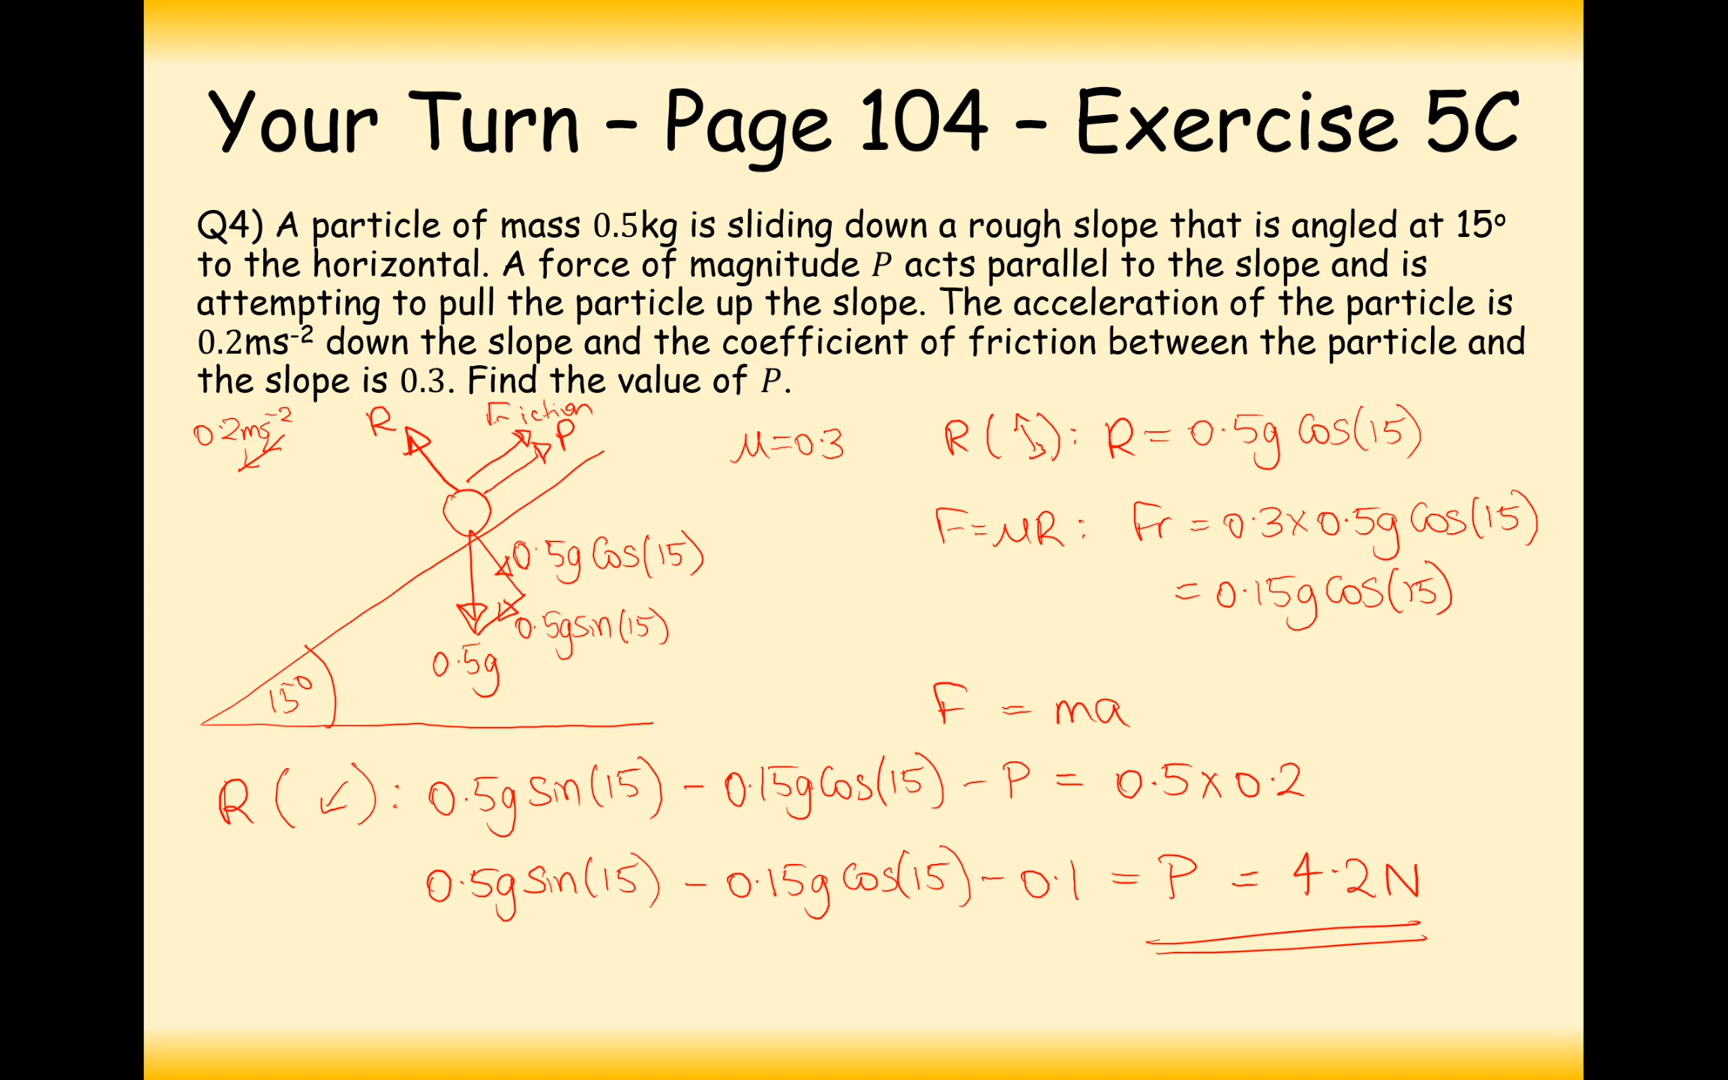 Your Turn – Page 104 – Exercise 5C
Q4) A particle of mass 0.5kg is sliding down a rough slope that is angled at 15º
to the horizontal. A force of magnitude P acts parallel to the slope and is
attempting to pull the particle up the slope. The acceleration of the particle is
0.2ms⁻² down the slope and the coefficient of friction between the particle and
the slope is 0.3. Find the value of P.
0.2ms⁻²
R
Friction
P
μ=0.3
R(↖↘): R = 0.5g Cos(15)
F=μR: Fr = 0.3×0.5g Cos(15)
= 0.15g Cos(15)
0.5g Cos(15)
0.5g sin(15)
0.5g
15°
F = ma
R(↙): 0.5g sin(15) – 0.15g Cos(15) – P = 0.5×0.2
0.5g Sin(15) – 0.15g Cos(15) – 0.1 = P = 4.2N